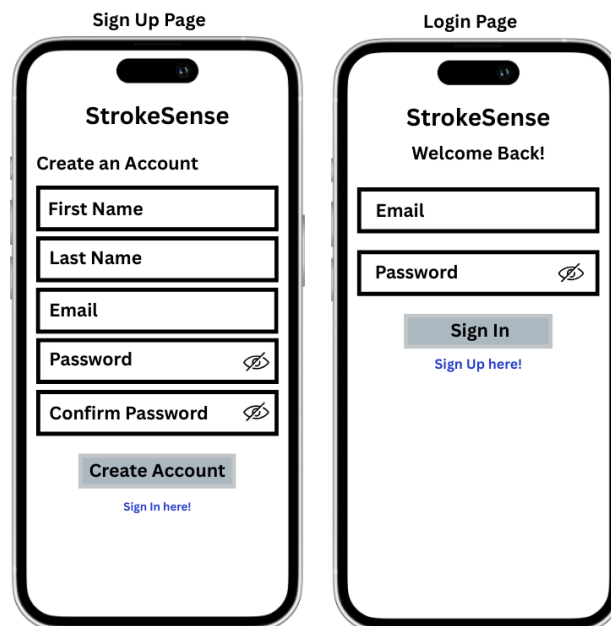 Sign Up Page
StrokeSense
Create an Account
First Name
Last Name
Email
Password
Confirm Password
Create Account
Sign In here!
Login Page
StrokeSense
Welcome Back!
Email
Password
Sign In
Sign Up here!